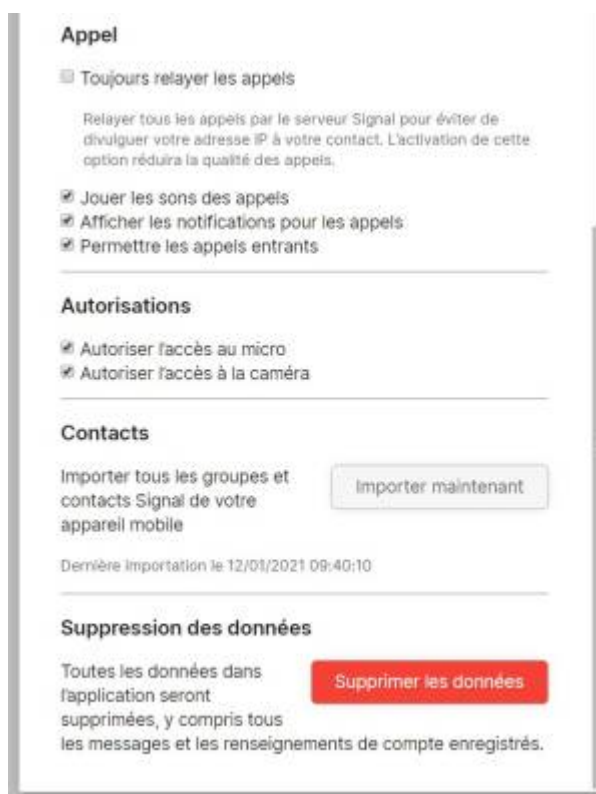 Appel
Toujours relayer les appels
Relayer tous les appels par le serveur Signal pour éviter de
divulguer votre adresse IP à votre contact. L'activation de cette
option réduira la qualité des appels.
Jouer les sons des appels
Afficher les notifications pour les appels
Permettre les appels entrants
Autorisations
Autoriser l'accès au micro
Autoriser l'accès à la caméra
Contacts
Importer tous les groupes et
contacts Signal de votre
appareil mobile
Importer maintenant
Dernière importation le 12/01/2021 09:40:10
Suppression des données
Toutes les données dans
l'application seront
supprimées, y compris tous
les messages et les renseignements de compte enregistrés.
Supprimer les données